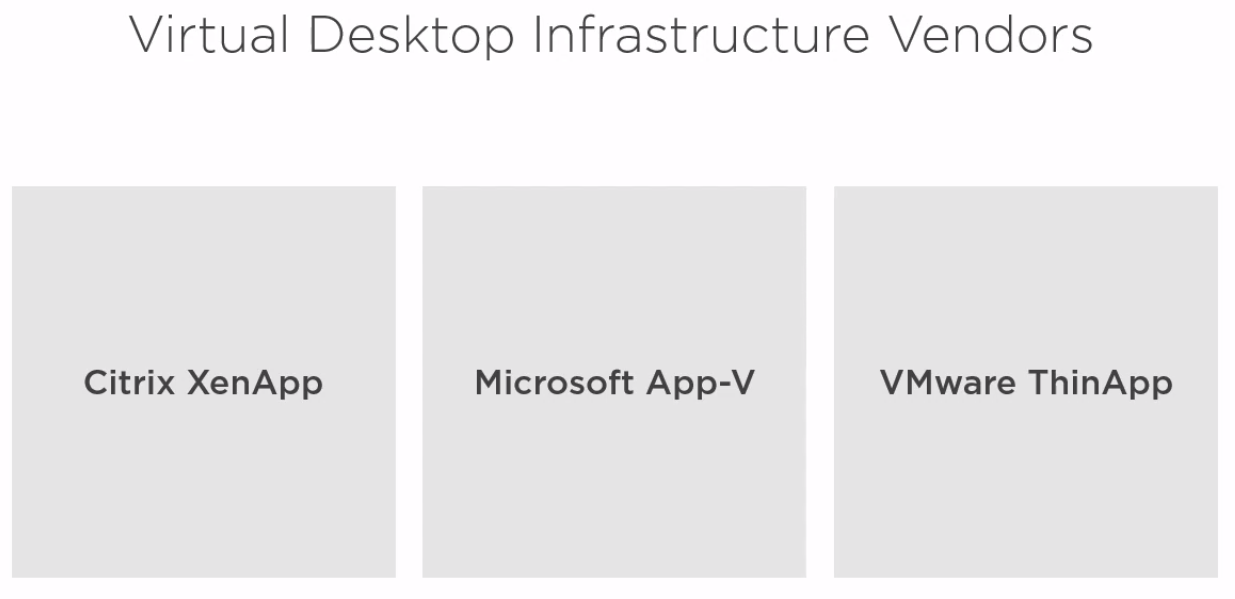 Virtual Desktop Infrastructure Vendors
Citrix XenApp
Microsoft App-V
VMware ThinApp